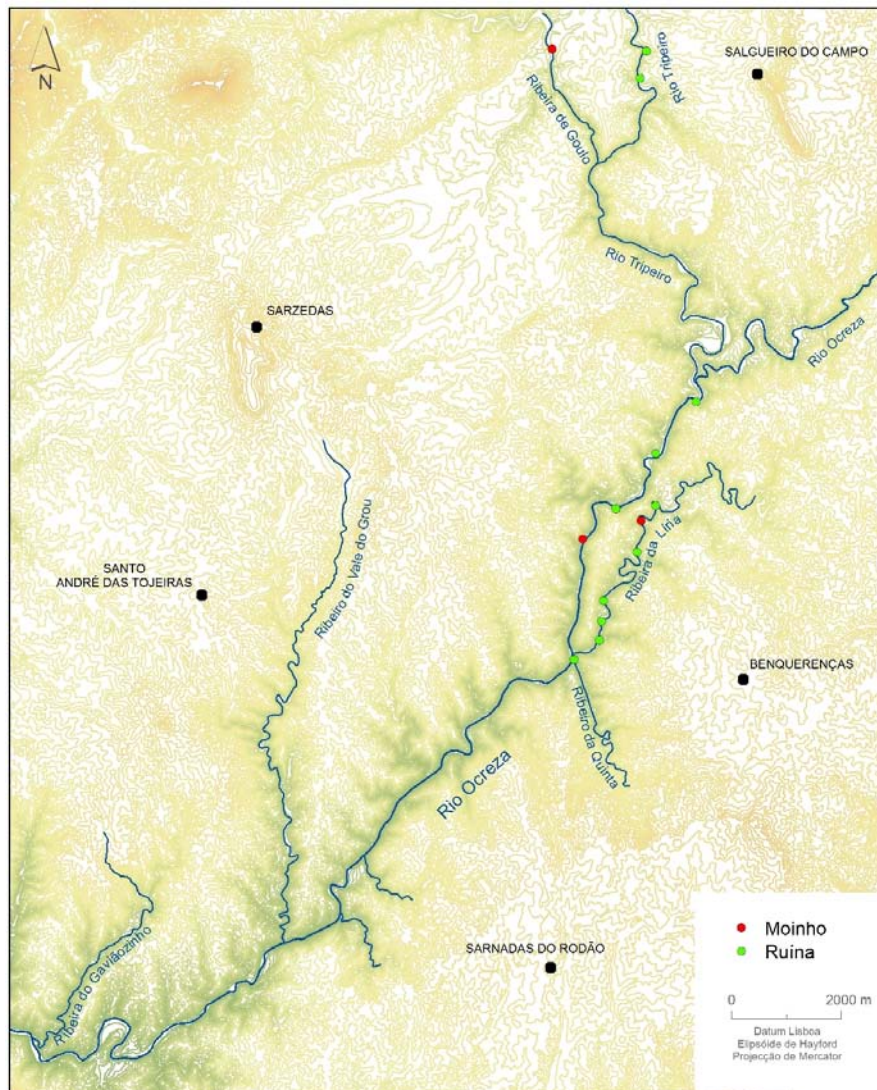 N
SALGUEIRO DO CAMPO
Rio Tripeiro
Ribeira de Goulo
Rio Tripeiro
SARZEDAS
Rio Ocreza
Ribeiro do Vale do Grou
Ribeira da Líria
SANTO
ANDRÉ DAS TOJEIRAS
BENQUERENÇAS
Ribeiro da Quinta
Rio Ocreza
Ribeira do Gaviãozinho
SARNADAS DO RODÃO
Moinho
Ruína
0 2000 m
Datum Lisboa
Elipsóide de Hayford
Projecção de Mercator